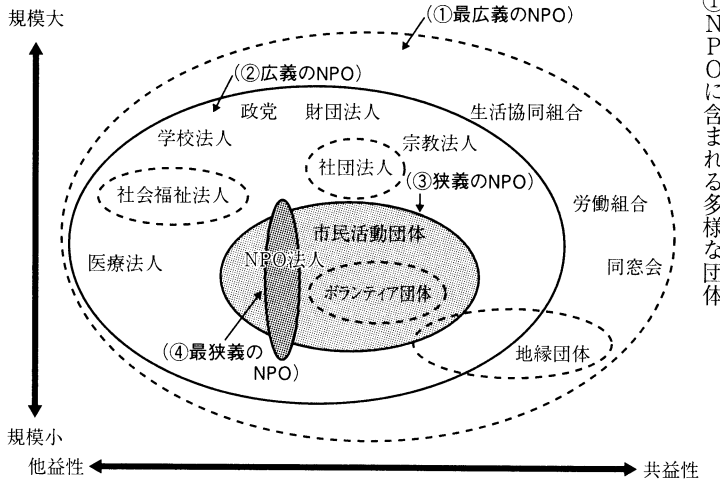 ①NPOに含まれる多様な団体
規模大
(①最広義のNPO)
(②広義のNPO)
政党
財団法人
生活協同組合
学校法人
宗教法人
社団法人
社会福祉法人
(③狭義のNPO)
労働組合
市民活動団体
医療法人
NPO法人
同窓会
ボランティア団体
(④最狭義の
NPO)
地縁団体
規模小
他益性
共益性